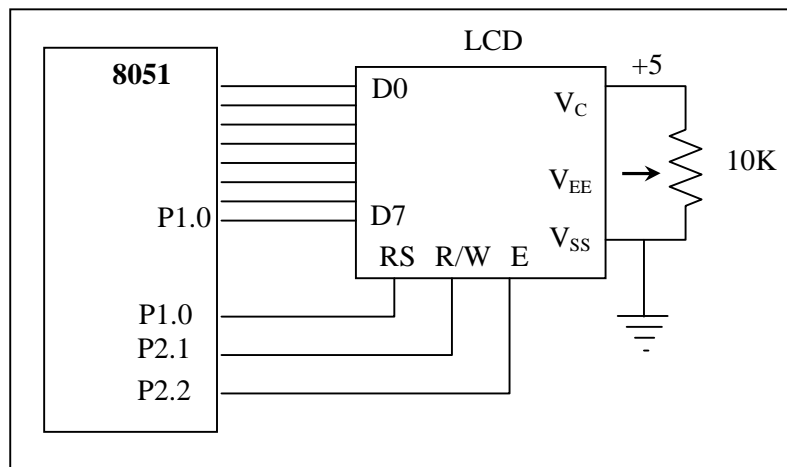 LCD
8051
+5
D0
V_C
10K
V_EE
P1.0
D7
V_SS
RS R/W E
P1.0
P2.1
P2.2